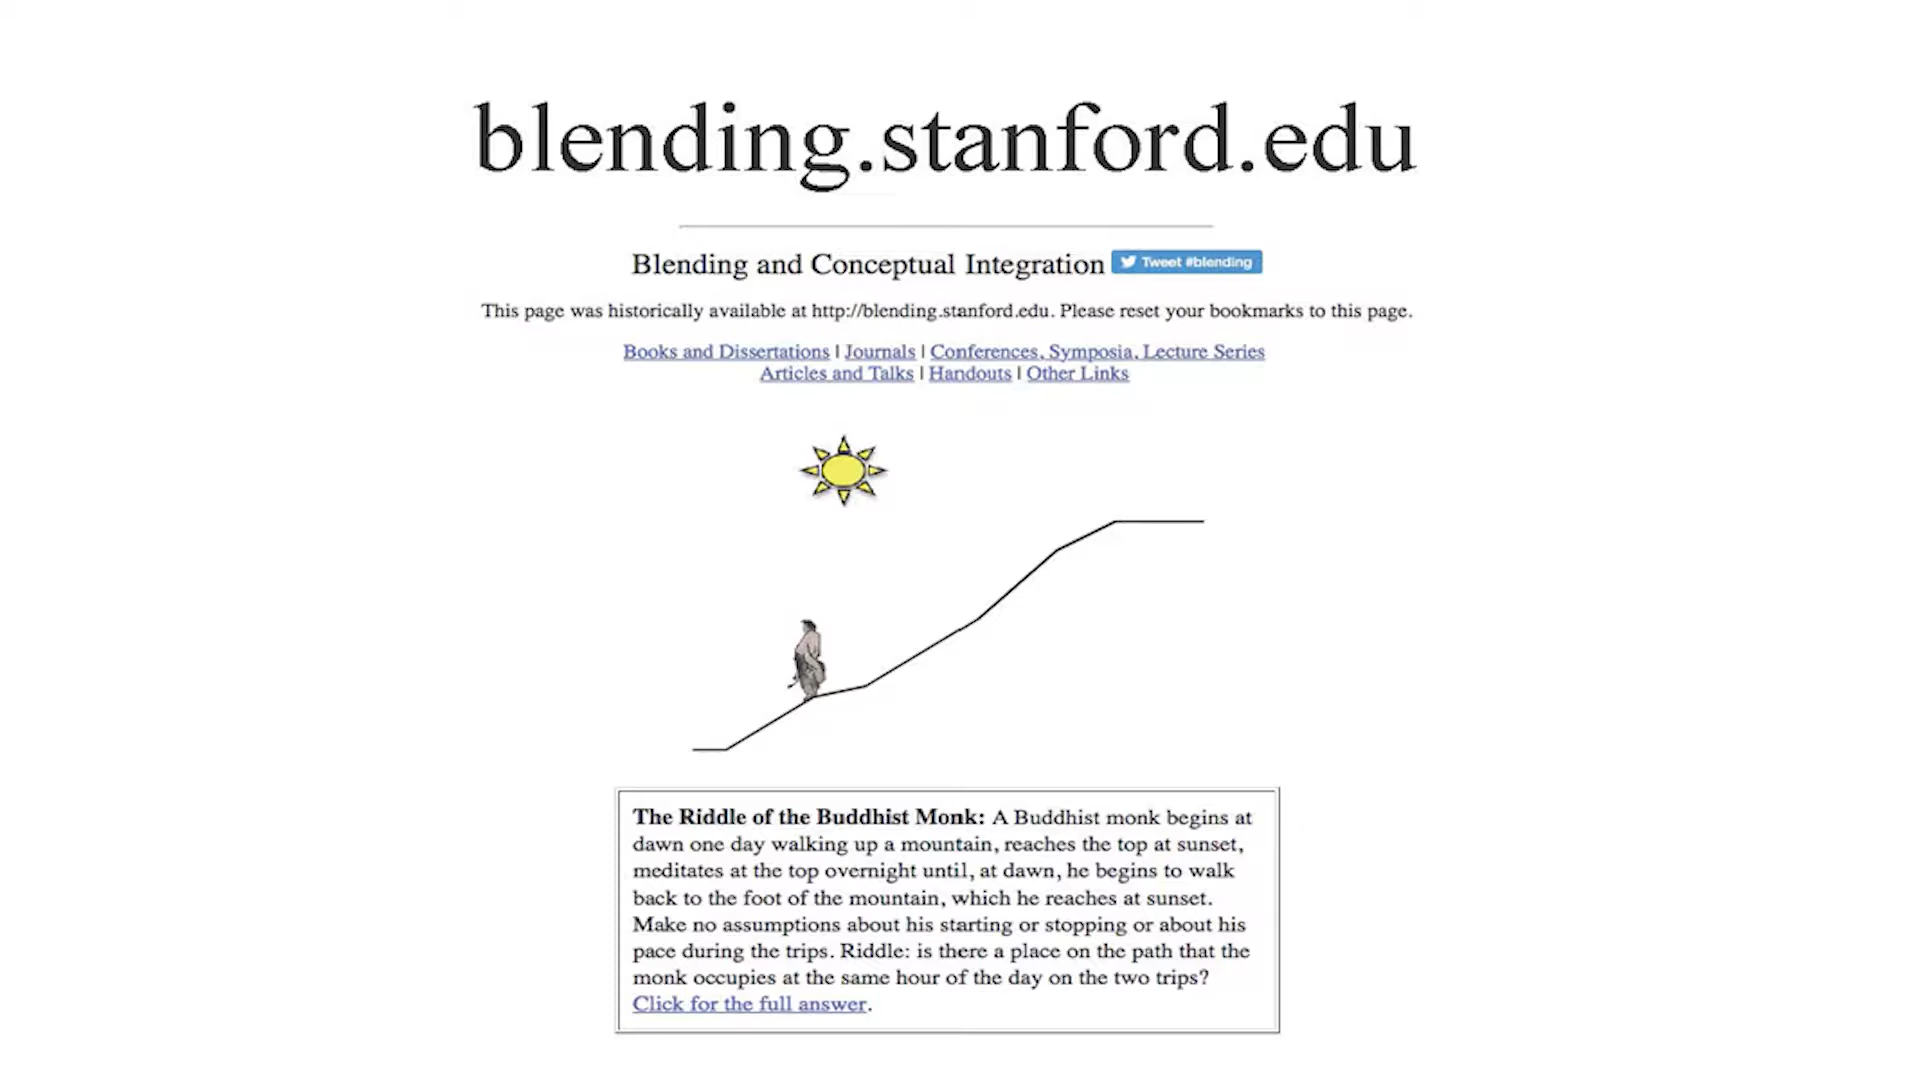 blending.stanford.edu
Blending and Conceptual Integration Tweet #blending
This page was historically available at http://blending.stanford.edu. Please reset your bookmarks to this page.
Books and Dissertations | Journals | Conferences, Symposia, Lecture Series
Articles and Talks | Handouts | Other Links
The Riddle of the Buddhist Monk: A Buddhist monk begins at
dawn one day walking up a mountain, reaches the top at sunset,
meditates at the top overnight until, at dawn, he begins to walk
back to the foot of the mountain, which he reaches at sunset.
Make no assumptions about his starting or stopping or about his
pace during the trips. Riddle: is there a place on the path that the
monk occupies at the same hour of the day on the two trips?
Click for the full answer.